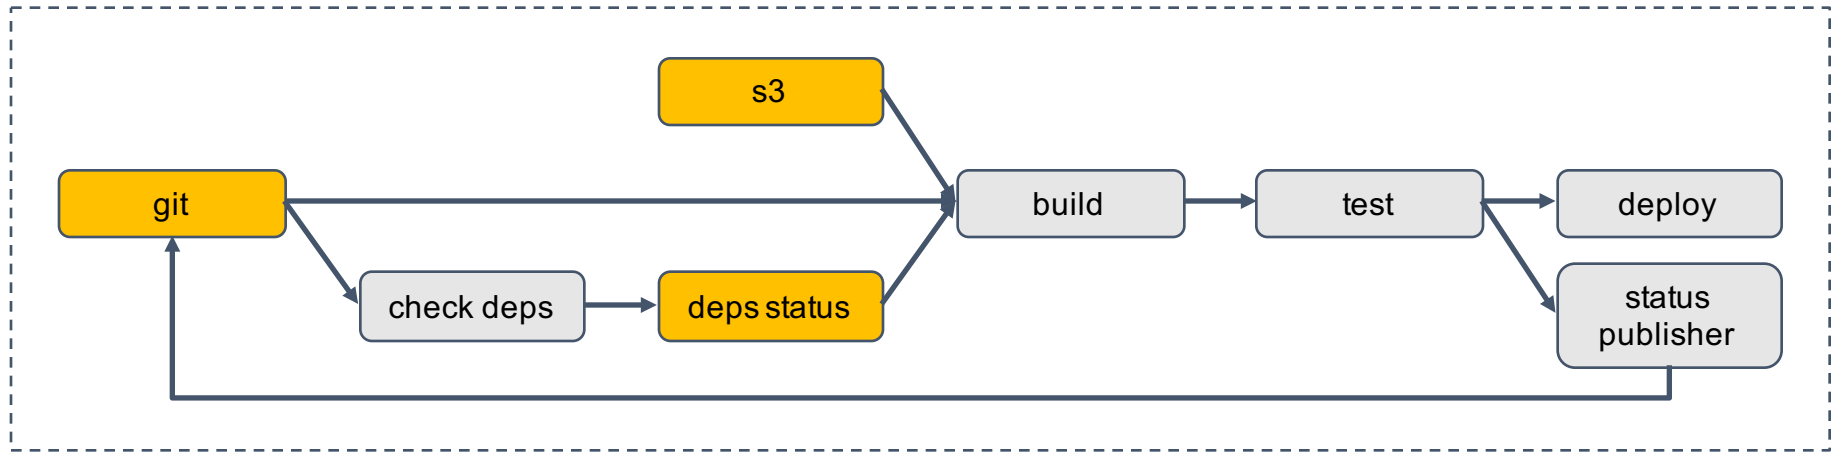 s3
git
build
test
deploy
check deps
deps status
status
publisher